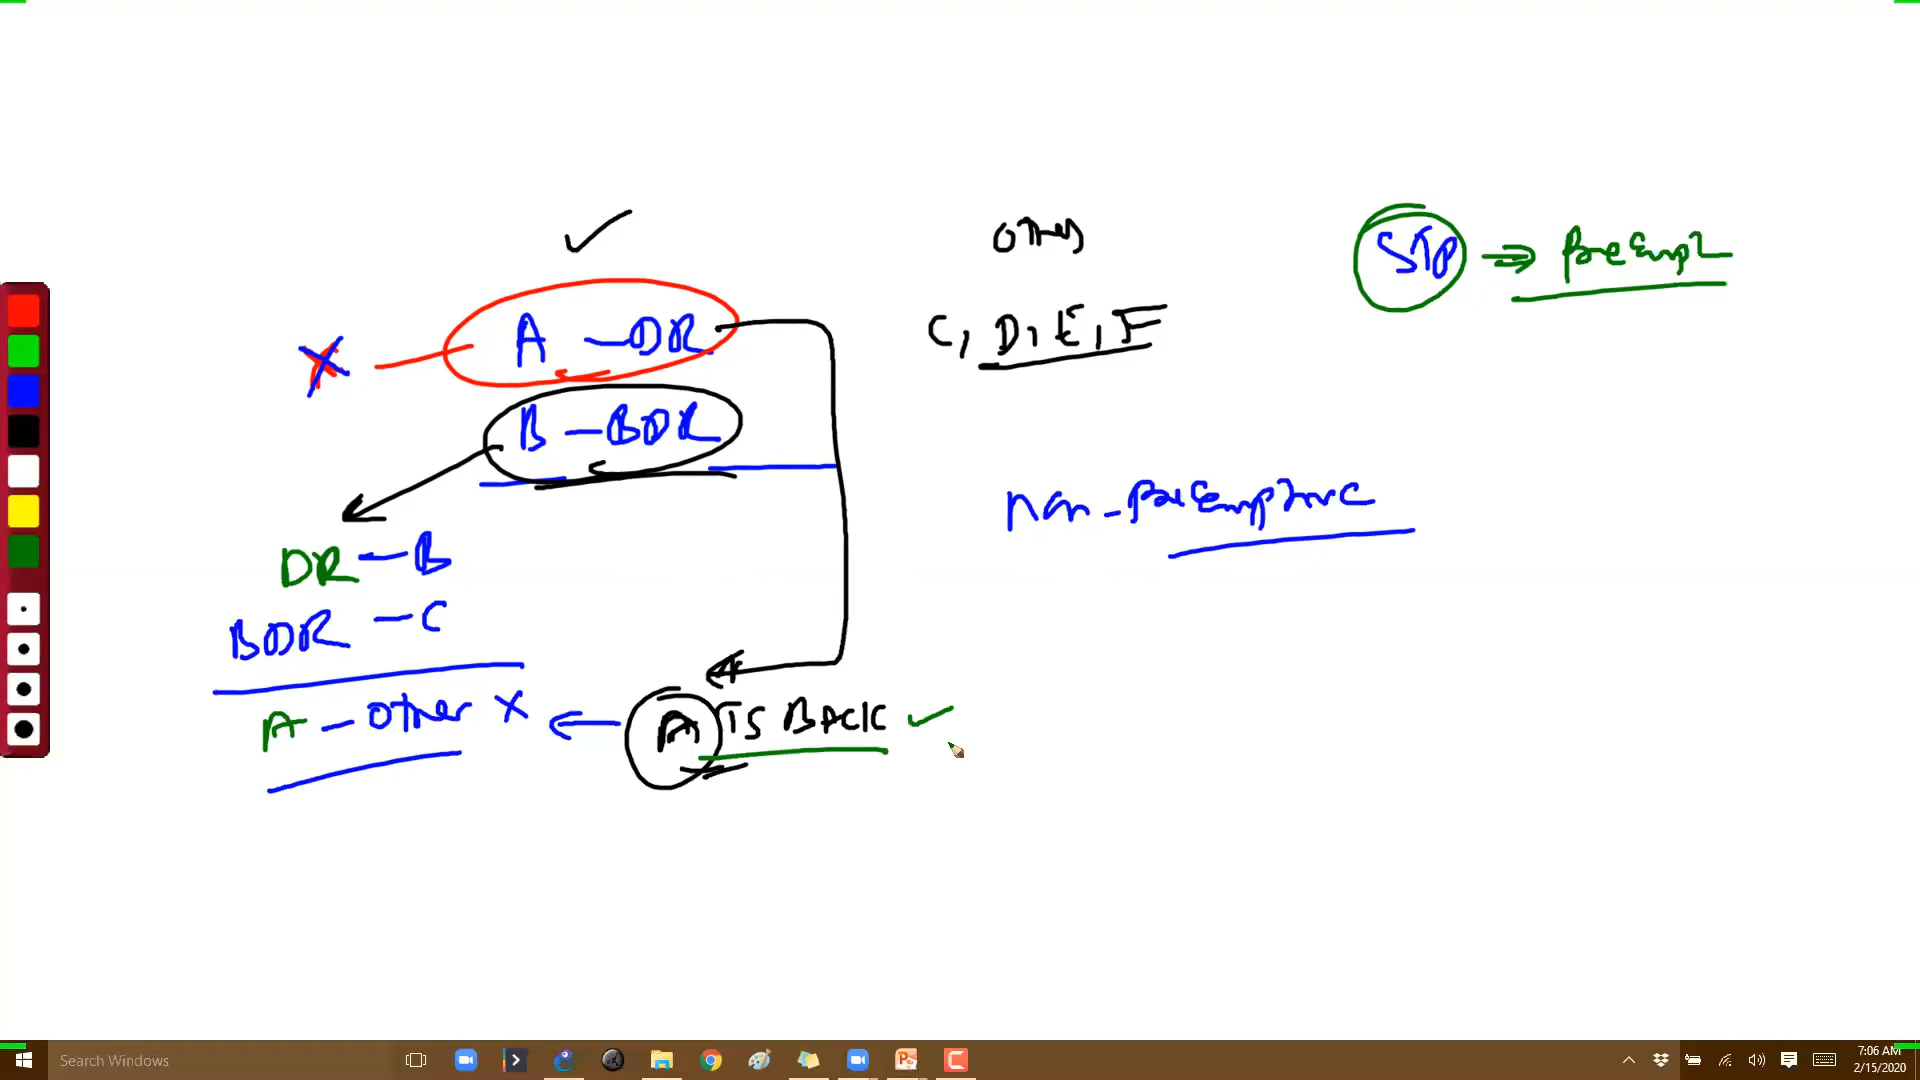 other
STP ⇒ PreEmpt
A - DR
C, D, E, F
X
B - BDR
Non-PreEmptive
DR - B
BDR - C
A - other X
A IS BACK
Search Windows
7:06 AM
2/15/2020